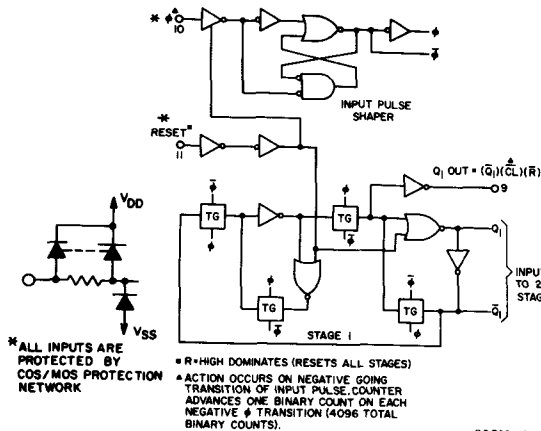 * ϕ▲
10
ϕ
ϕ̅
INPUT PULSE
SHAPER
*
RESET■
11
Q1 OUT = (Q̅1)(C̅L̅▲)(R̅)
9
ϕ̅
TG
ϕ
ϕ
TG
ϕ̅
Q1
INPUT
TO 2
STAG
ϕ
TG
ϕ̅
ϕ̅
TG
ϕ
Q̅1
STAGE 1
VDD
VSS
*ALL INPUTS ARE
PROTECTED BY
COS/MOS PROTECTION
NETWORK
■ R=HIGH DOMINATES (RESETS ALL STAGES)
▲ ACTION OCCURS ON NEGATIVE GOING
TRANSITION OF INPUT PULSE. COUNTER
ADVANCES ONE BINARY COUNT ON EACH
NEGATIVE ϕ TRANSITION (4096 TOTAL
BINARY COUNTS).